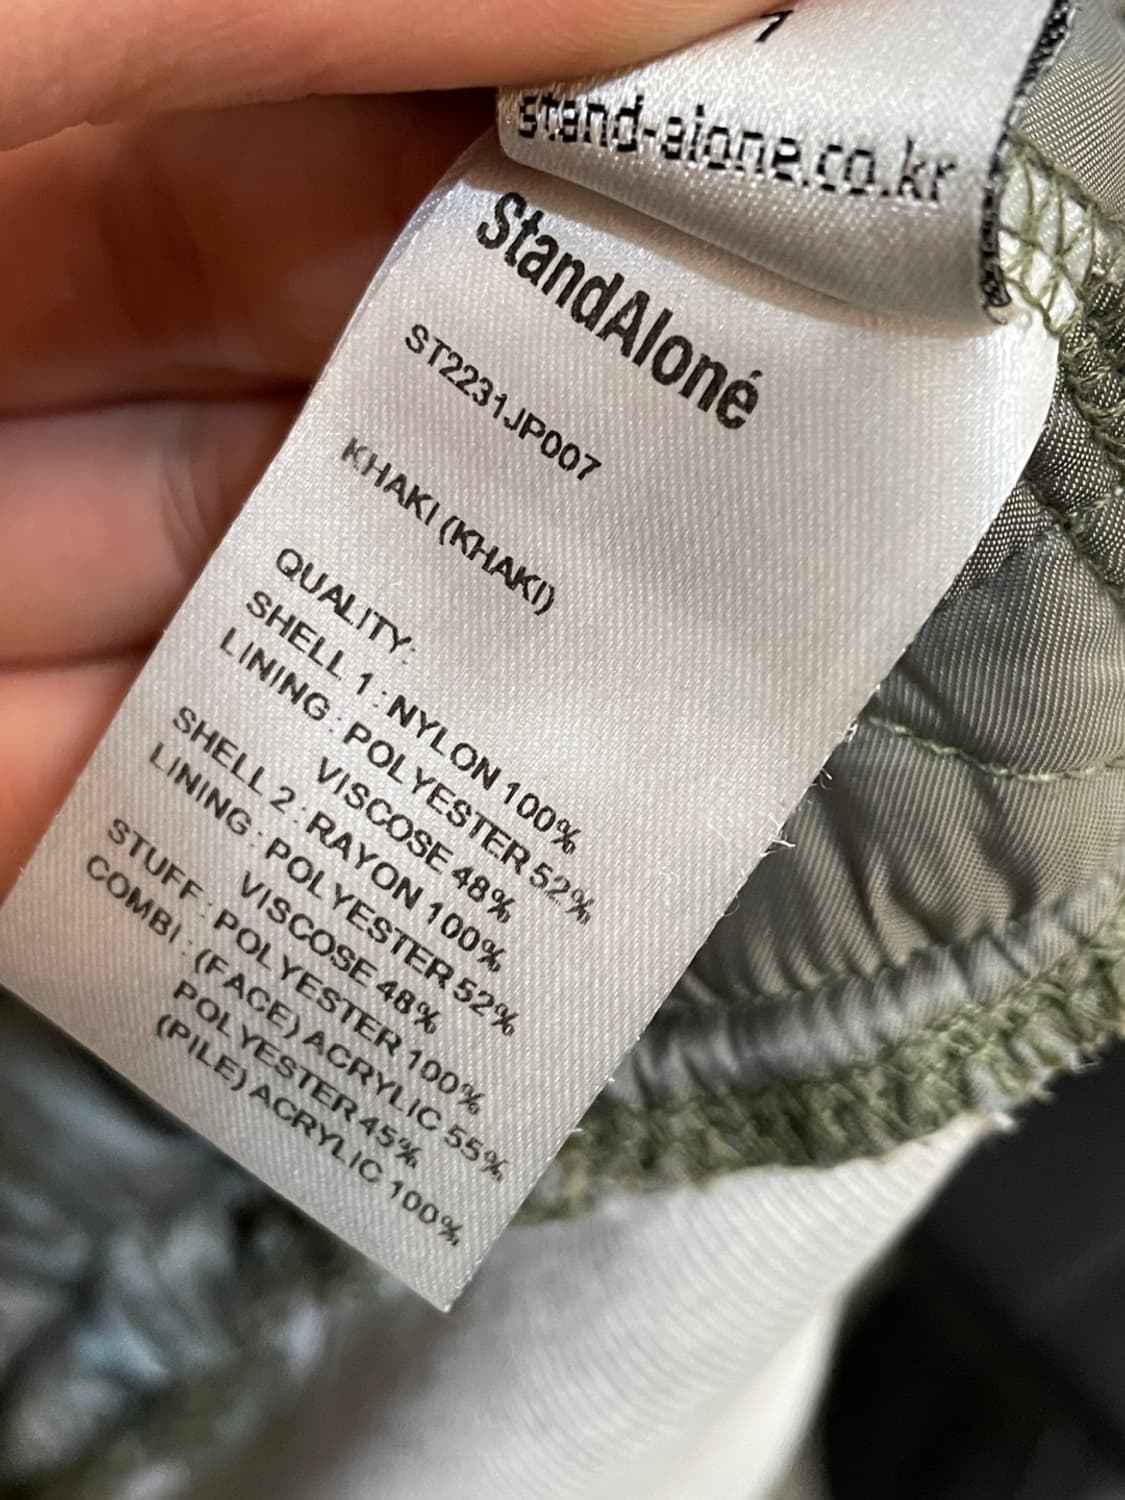 stand-alone.co.kr
StandAloné
ST2231JP007
KHAKI (KHAKI)
QUALITY:
SHELL 1 : NYLON 100%
LINING : POLYESTER 52%
VISCOSE 48%
SHELL 2 : RAYON 100%
LINING : POLYESTER 52%
VISCOSE 48%
STUFF : POLYESTER 100%
COMBI : (FACE) ACRYLIC 55%
POLYESTER 45%
(PILE) ACRYLIC 100%